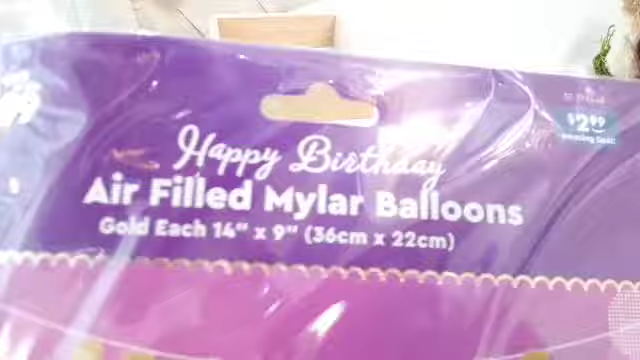 Happy Birthday
Air Filled Mylar Balloons
Gold Each 14" x 9" (36cm x 22cm)
$2.99